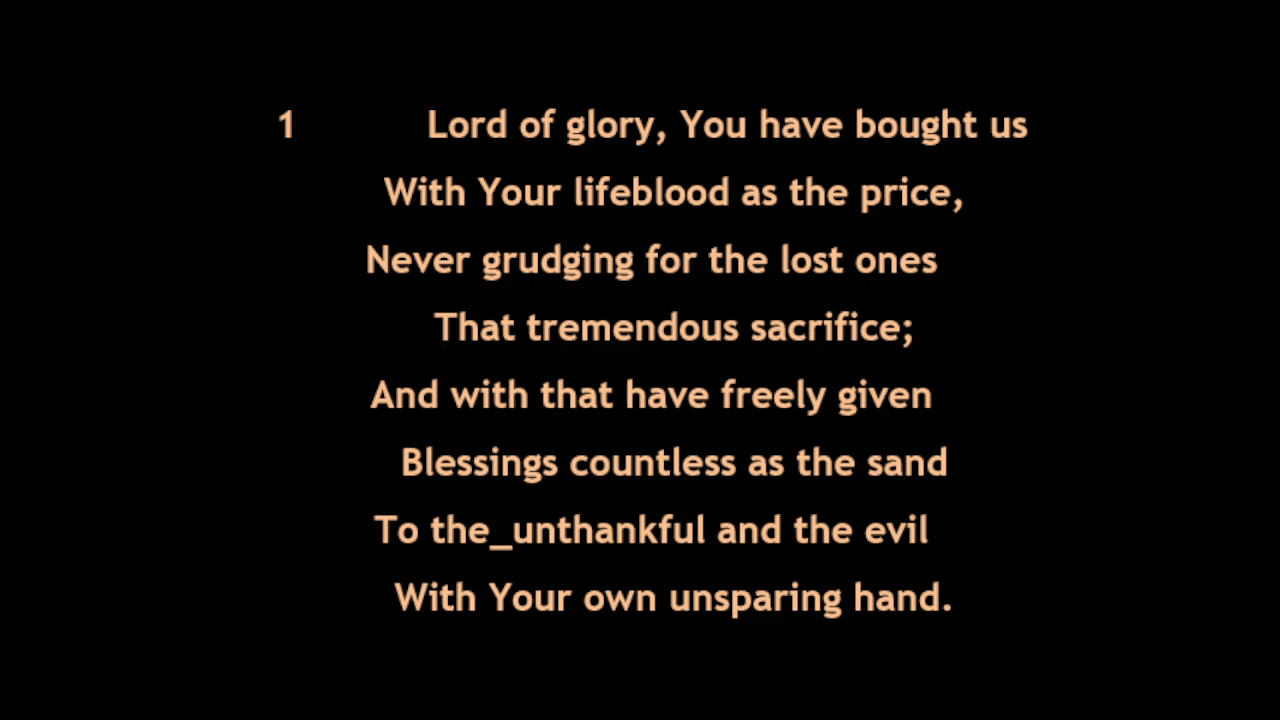 1 Lord of glory, You have bought us
With Your lifeblood as the price,
Never grudging for the lost ones
That tremendous sacrifice;
And with that have freely given
Blessings countless as the sand
To the_unthankful and the evil
With Your own unsparing hand.